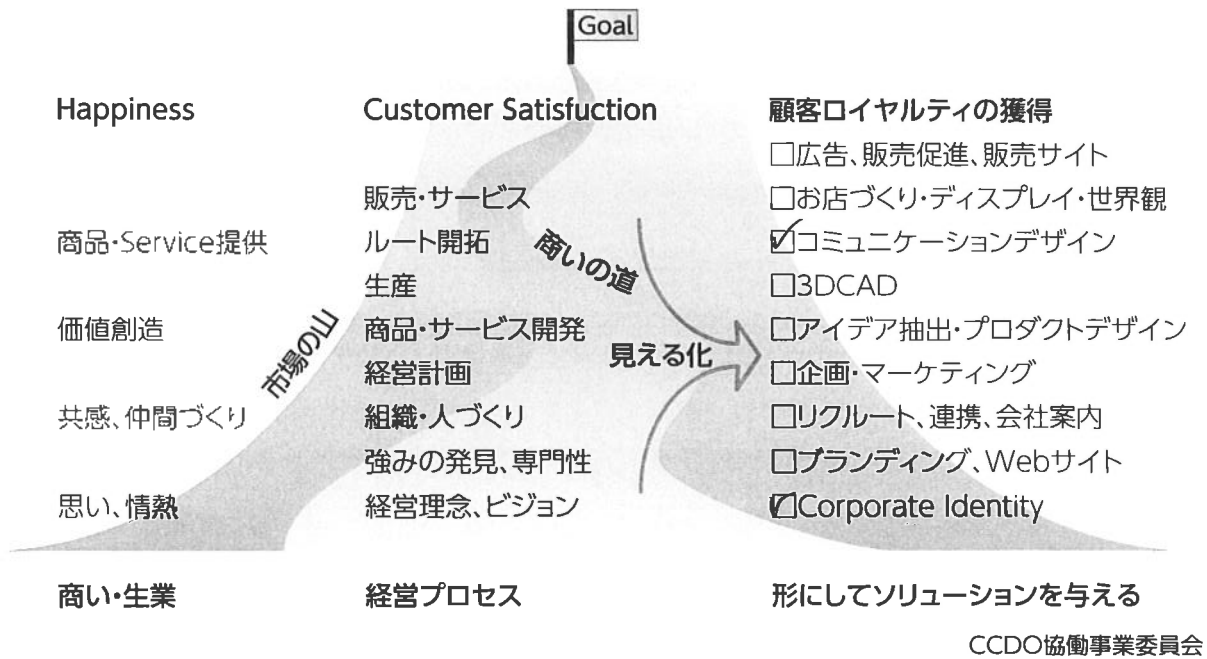 Goal
Happiness
Customer Satisfuction
顧客ロイヤルティの獲得
□広告、販売促進、販売サイト
販売・サービス
□お店づくり・ディスプレイ・世界観
商品・Service提供
ルート開拓
商いの道
☑コミュニケーションデザイン
生産
□3DCAD
価値創造
市場の山
商品・サービス開発
見える化
□アイデア抽出・プロダクトデザイン
経営計画
□企画・マーケティング
共感、仲間づくり
組織・人づくり
□リクルート、連携、会社案内
強みの発見、専門性
□ブランディング、Webサイト
思い、情熱
経営理念、ビジョン
☑Corporate Identity
商い・生業
経営プロセス
形にしてソリューションを与える
CCDO協働事業委員会